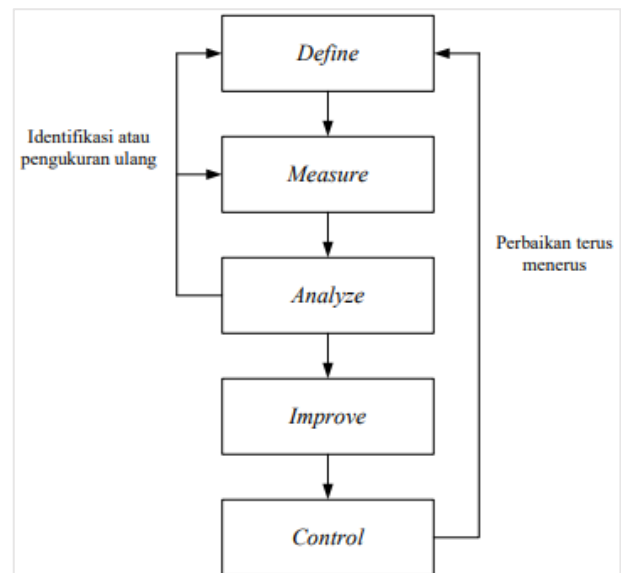 Define
Identifikasi atau
pengukuran ulang
Measure
Perbaikan terus
menerus
Analyze
Improve
Control